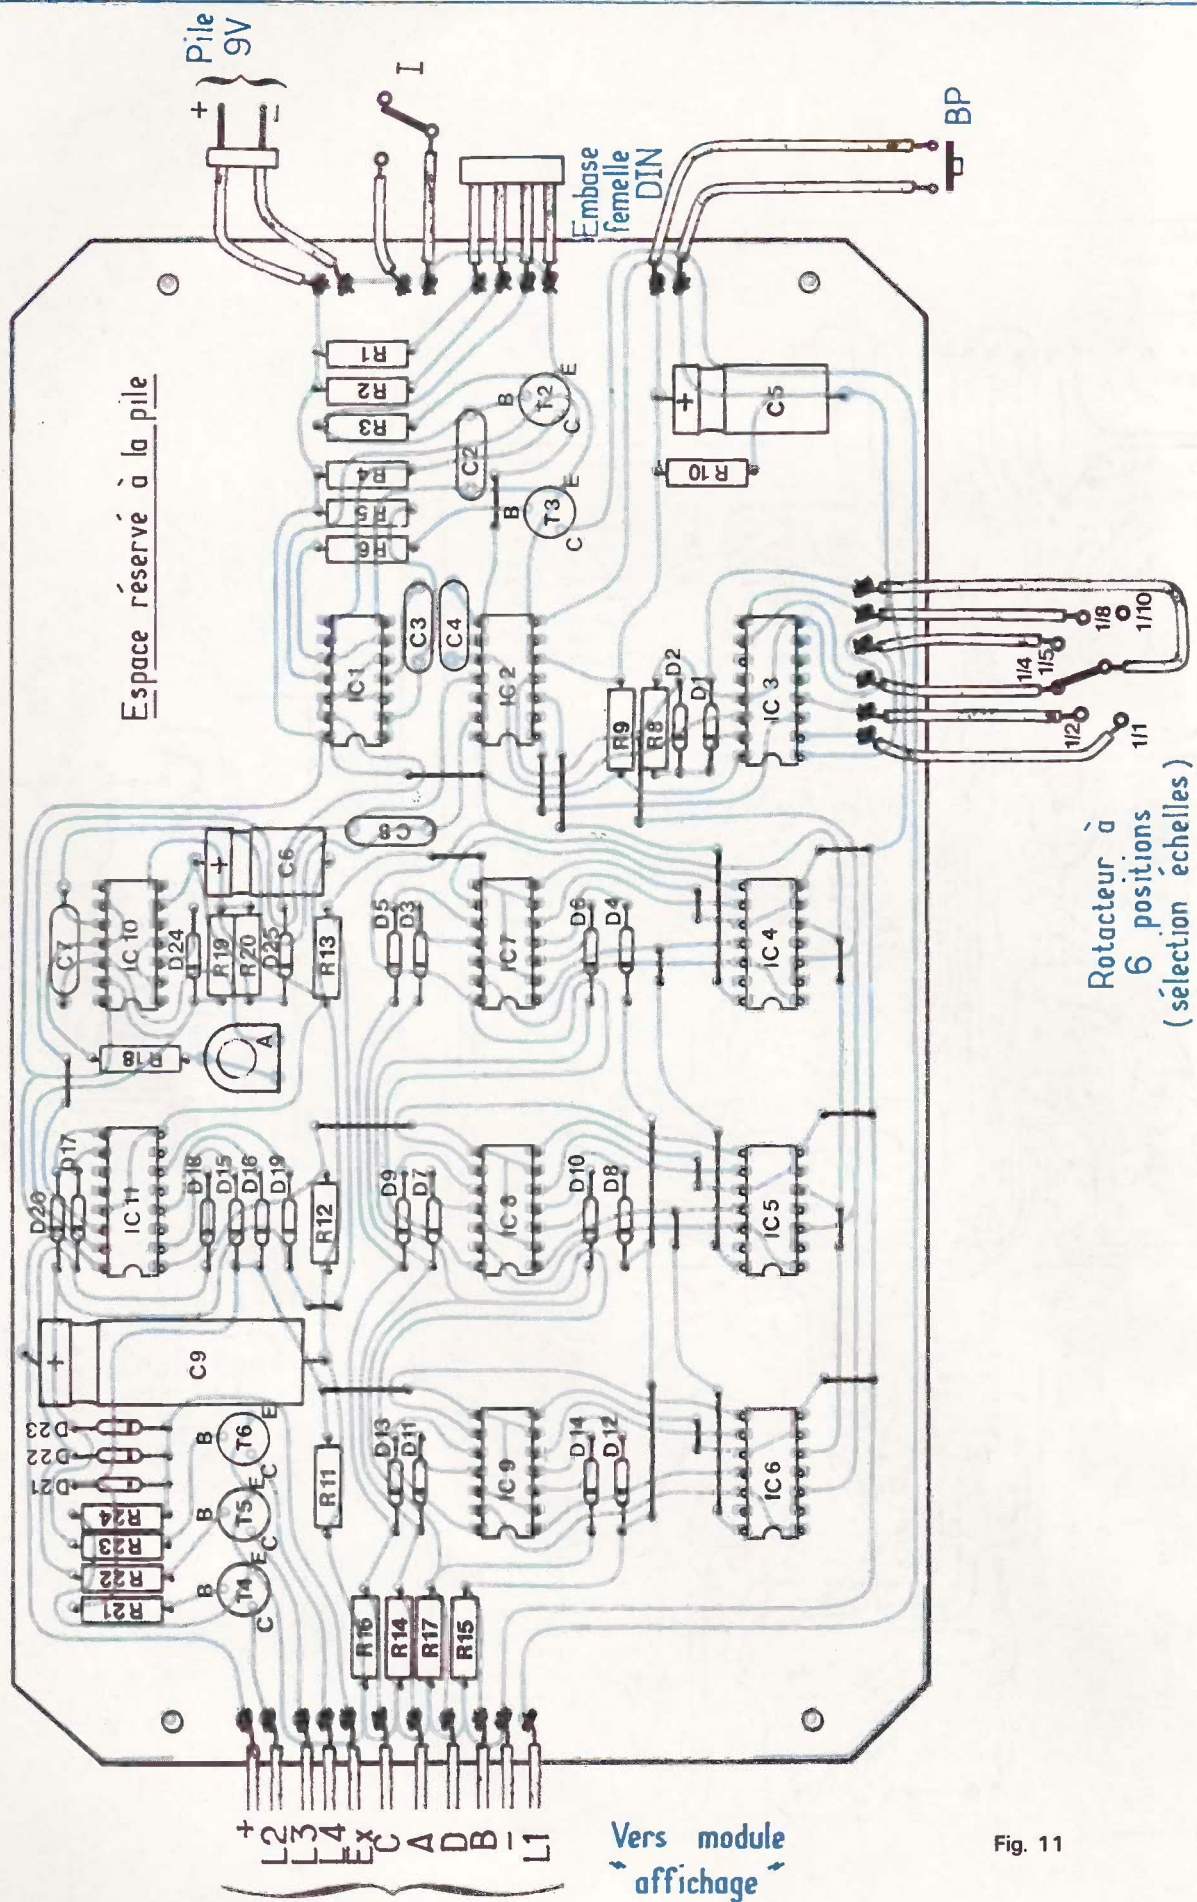 Pile
9V
+
-
I
Embase
femelle
DIN
BP
Espace réservé à la pile
R1
R2
R3
R4
R5
R6
C2
B
T2
E
C
B
T3
E
C
+
C5
R10
IC1
C3
C4
IC2
R9
R8
D2
D1
IC3
1/8
1/10
1/5
1/4
1/2
1/1
Rotacteur à
6 positions
(sélection échelles)
C7
IC10
D24
R19
R20
D25
+
C6
R13
C8
D5
D3
IC7
D6
D4
IC4
R18
A
D20
D17
IC11
D18
D15
D16
D19
R12
D9
D7
IC8
D10
D8
IC5
+
C9
D23
D22
D21
R24
R23
R22
R21
B
T6
E
C
B
T5
E
C
B
T4
E
C
R11
D13
D11
IC9
D14
D12
IC6
R16
R14
R17
R15
+
L2
L3
L4
Ex
C
A
D
B
-
L1
Vers module
"affichage"
Fig. 11